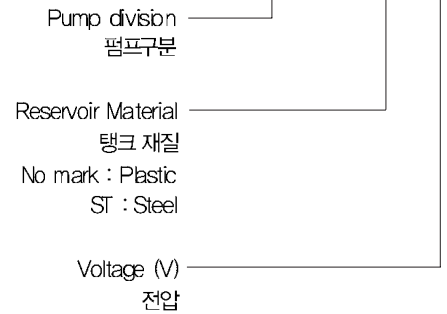 Pump division
펌프구분
Reservoir Material
탱크 재질
No mark : Plastic
ST : Steel
Voltage (V)
전압